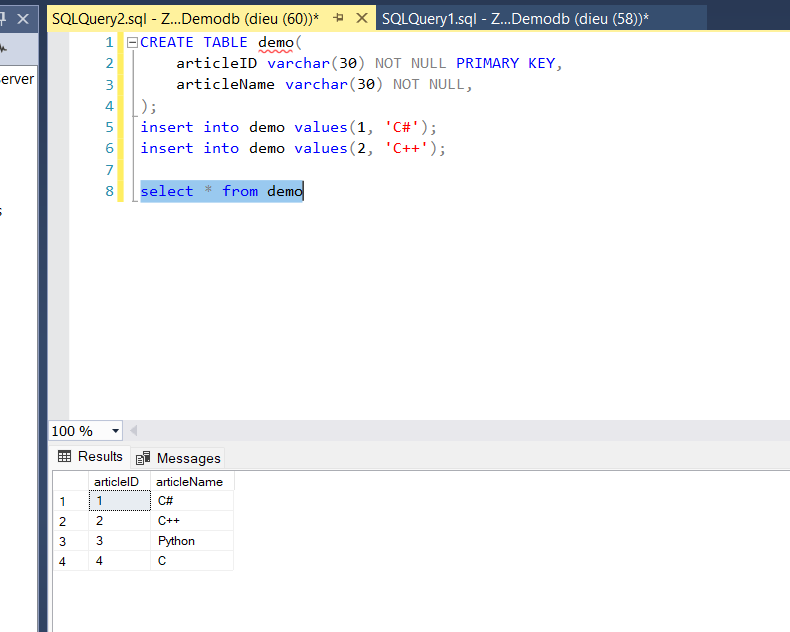 SQLQuery2.sql - Z...Demodb (dieu (60))* SQLQuery1.sql - Z...Demodb (dieu (58))*
erver
s
1 CREATE TABLE demo(
2 articleID varchar(30) NOT NULL PRIMARY KEY,
3 articleName varchar(30) NOT NULL,
4 );
5 insert into demo values(1, 'C#');
6 insert into demo values(2, 'C++');
7
8 select * from demo
100 %
Results Messages
articleID articleName
1 1 C#
2 2 C++
3 3 Python
4 4 C